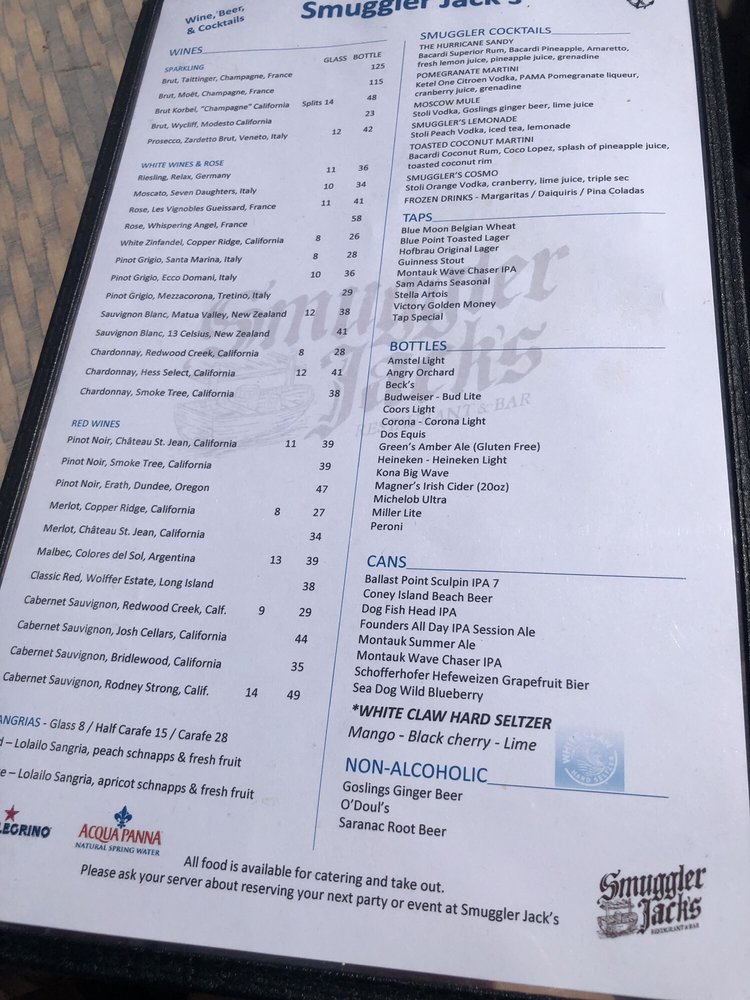 Wine, Beer,
& Cocktails
Smuggler Jack's
WINES
GLASS BOTTLE
SPARKLING
Brut, Taittinger, Champagne, France 125
Brut, Moët, Champagne, France 115
Brut Korbel, "Champagne" California Splits 14 48
Brut, Wycliff, Modesto California 23
Prosecco, Zardetto Brut, Veneto, Italy 12 42
WHITE WINES & ROSE
Riesling, Relax, Germany 11 36
Moscato, Seven Daughters, Italy 10 34
Rose, Les Vignobles Gueissard, France 11 41
Rose, Whispering Angel, France 58
White Zinfandel, Copper Ridge, California 8 26
Pinot Grigio, Santa Marina, Italy 8 28
Pinot Grigio, Ecco Domani, Italy 10 36
Pinot Grigio, Mezzacorona, Tretino, Italy 29
Sauvignon Blanc, Matua Valley, New Zealand 12 38
Sauvignon Blanc, 13 Celsius, New Zealand 41
Chardonnay, Redwood Creek, California 8 28
Chardonnay, Hess Select, California 12 41
Chardonnay, Smoke Tree, California 38
RED WINES
Pinot Noir, Château St. Jean, California 11 39
Pinot Noir, Smoke Tree, California 39
Pinot Noir, Erath, Dundee, Oregon 47
Merlot, Copper Ridge, California 8 27
Merlot, Château St. Jean, California 34
Malbec, Colores del Sol, Argentina 13 39
Classic Red, Wolffer Estate, Long Island 38
Cabernet Sauvignon, Redwood Creek, Calf. 9 29
Cabernet Sauvignon, Josh Cellars, California 44
Cabernet Sauvignon, Bridlewood, California 35
Cabernet Sauvignon, Rodney Strong, Calif. 14 49
ANGRIAS - Glass 8 / Half Carafe 15 / Carafe 28
d – Lolailo Sangria, peach schnapps & fresh fruit
e – Lolailo Sangria, apricot schnapps & fresh fruit
LEGRINO
ACQUA PANNA
NATURAL SPRING WATER
SMUGGLER COCKTAILS
THE HURRICANE SANDY
Bacardi Superior Rum, Bacardi Pineapple, Amaretto,
fresh lemon juice, pineapple juice, grenadine
POMEGRANATE MARTINI
Ketel One Citroen Vodka, PAMA Pomegranate liqueur,
cranberry juice, grenadine
MOSCOW MULE
Stoli Vodka, Goslings ginger beer, lime juice
SMUGGLER'S LEMONADE
Stoli Peach Vodka, iced tea, lemonade
TOASTED COCONUT MARTINI
Bacardi Coconut Rum, Coco Lopez, splash of pineapple juice,
toasted coconut rim
SMUGGLER'S COSMO
Stoli Orange Vodka, cranberry, lime juice, triple sec
FROZEN DRINKS - Margaritas / Daiquiris / Pina Coladas
TAPS
Blue Moon Belgian Wheat
Blue Point Toasted Lager
Hofbrau Original Lager
Guinness Stout
Montauk Wave Chaser IPA
Sam Adams Seasonal
Stella Artois
Victory Golden Money
Tap Special
BOTTLES
Amstel Light
Angry Orchard
Beck's
Budweiser - Bud Lite
Coors Light
Corona - Corona Light
Dos Equis
Green's Amber Ale (Gluten Free)
Heineken - Heineken Light
Kona Big Wave
Magner's Irish Cider (20oz)
Michelob Ultra
Miller Lite
Peroni
CANS
Ballast Point Sculpin IPA 7
Coney Island Beach Beer
Dog Fish Head IPA
Founders All Day IPA Session Ale
Montauk Summer Ale
Montauk Wave Chaser IPA
Schofferhofer Hefeweizen Grapefruit Bier
Sea Dog Wild Blueberry
*WHITE CLAW HARD SELTZER
Mango - Black cherry - Lime
WHITE CLAW
HARD SELTZER
NON-ALCOHOLIC
Goslings Ginger Beer
O'Doul's
Saranac Root Beer
Smuggler
Jack's
RESTAURANT & BAR
All food is available for catering and take out.
Please ask your server about reserving your next party or event at Smuggler Jack's
Smuggler
Jack's
RESTAURANT & BAR